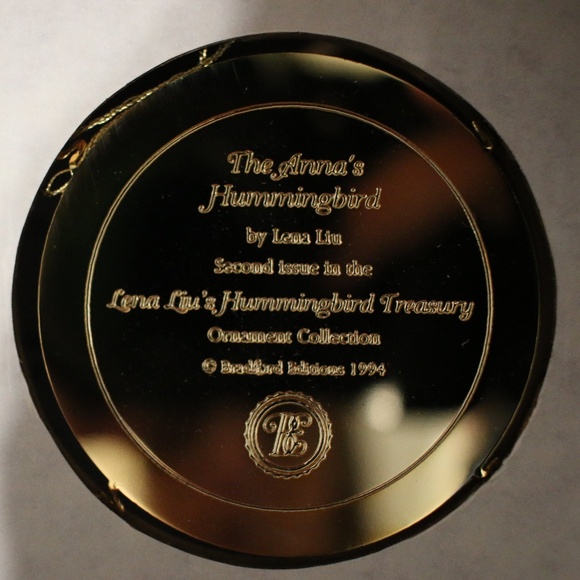 The Anna's
Hummingbird
by Lena Liu
Second issue in the
Lena Liu's Hummingbird Treasury
Ornament Collection
© Bradford Editions 1994
BE